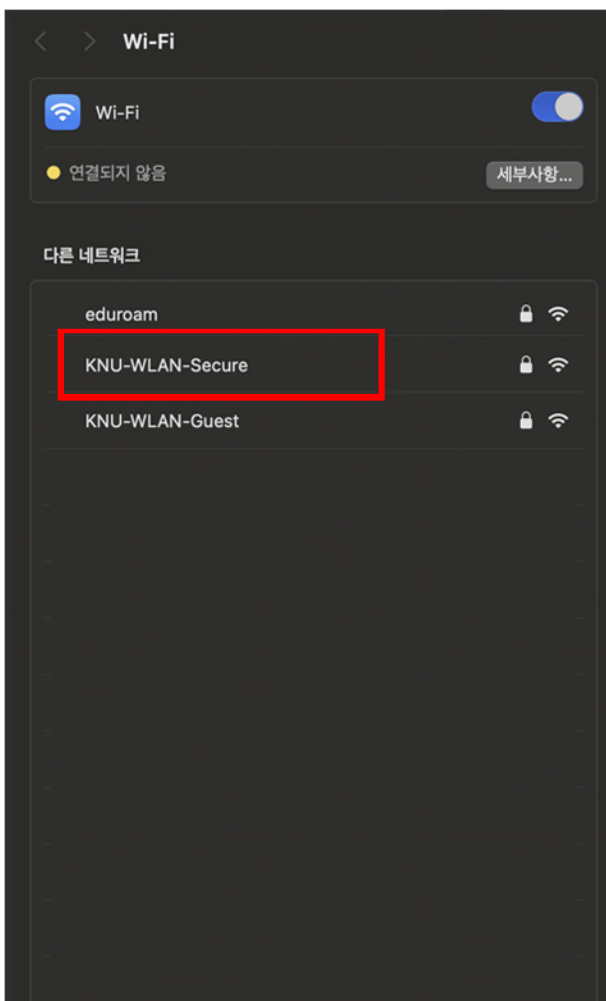 Wi-Fi
Wi-Fi
연결되지 않음 세부사항...
다른 네트워크
eduroam
KNU-WLAN-Secure
KNU-WLAN-Guest